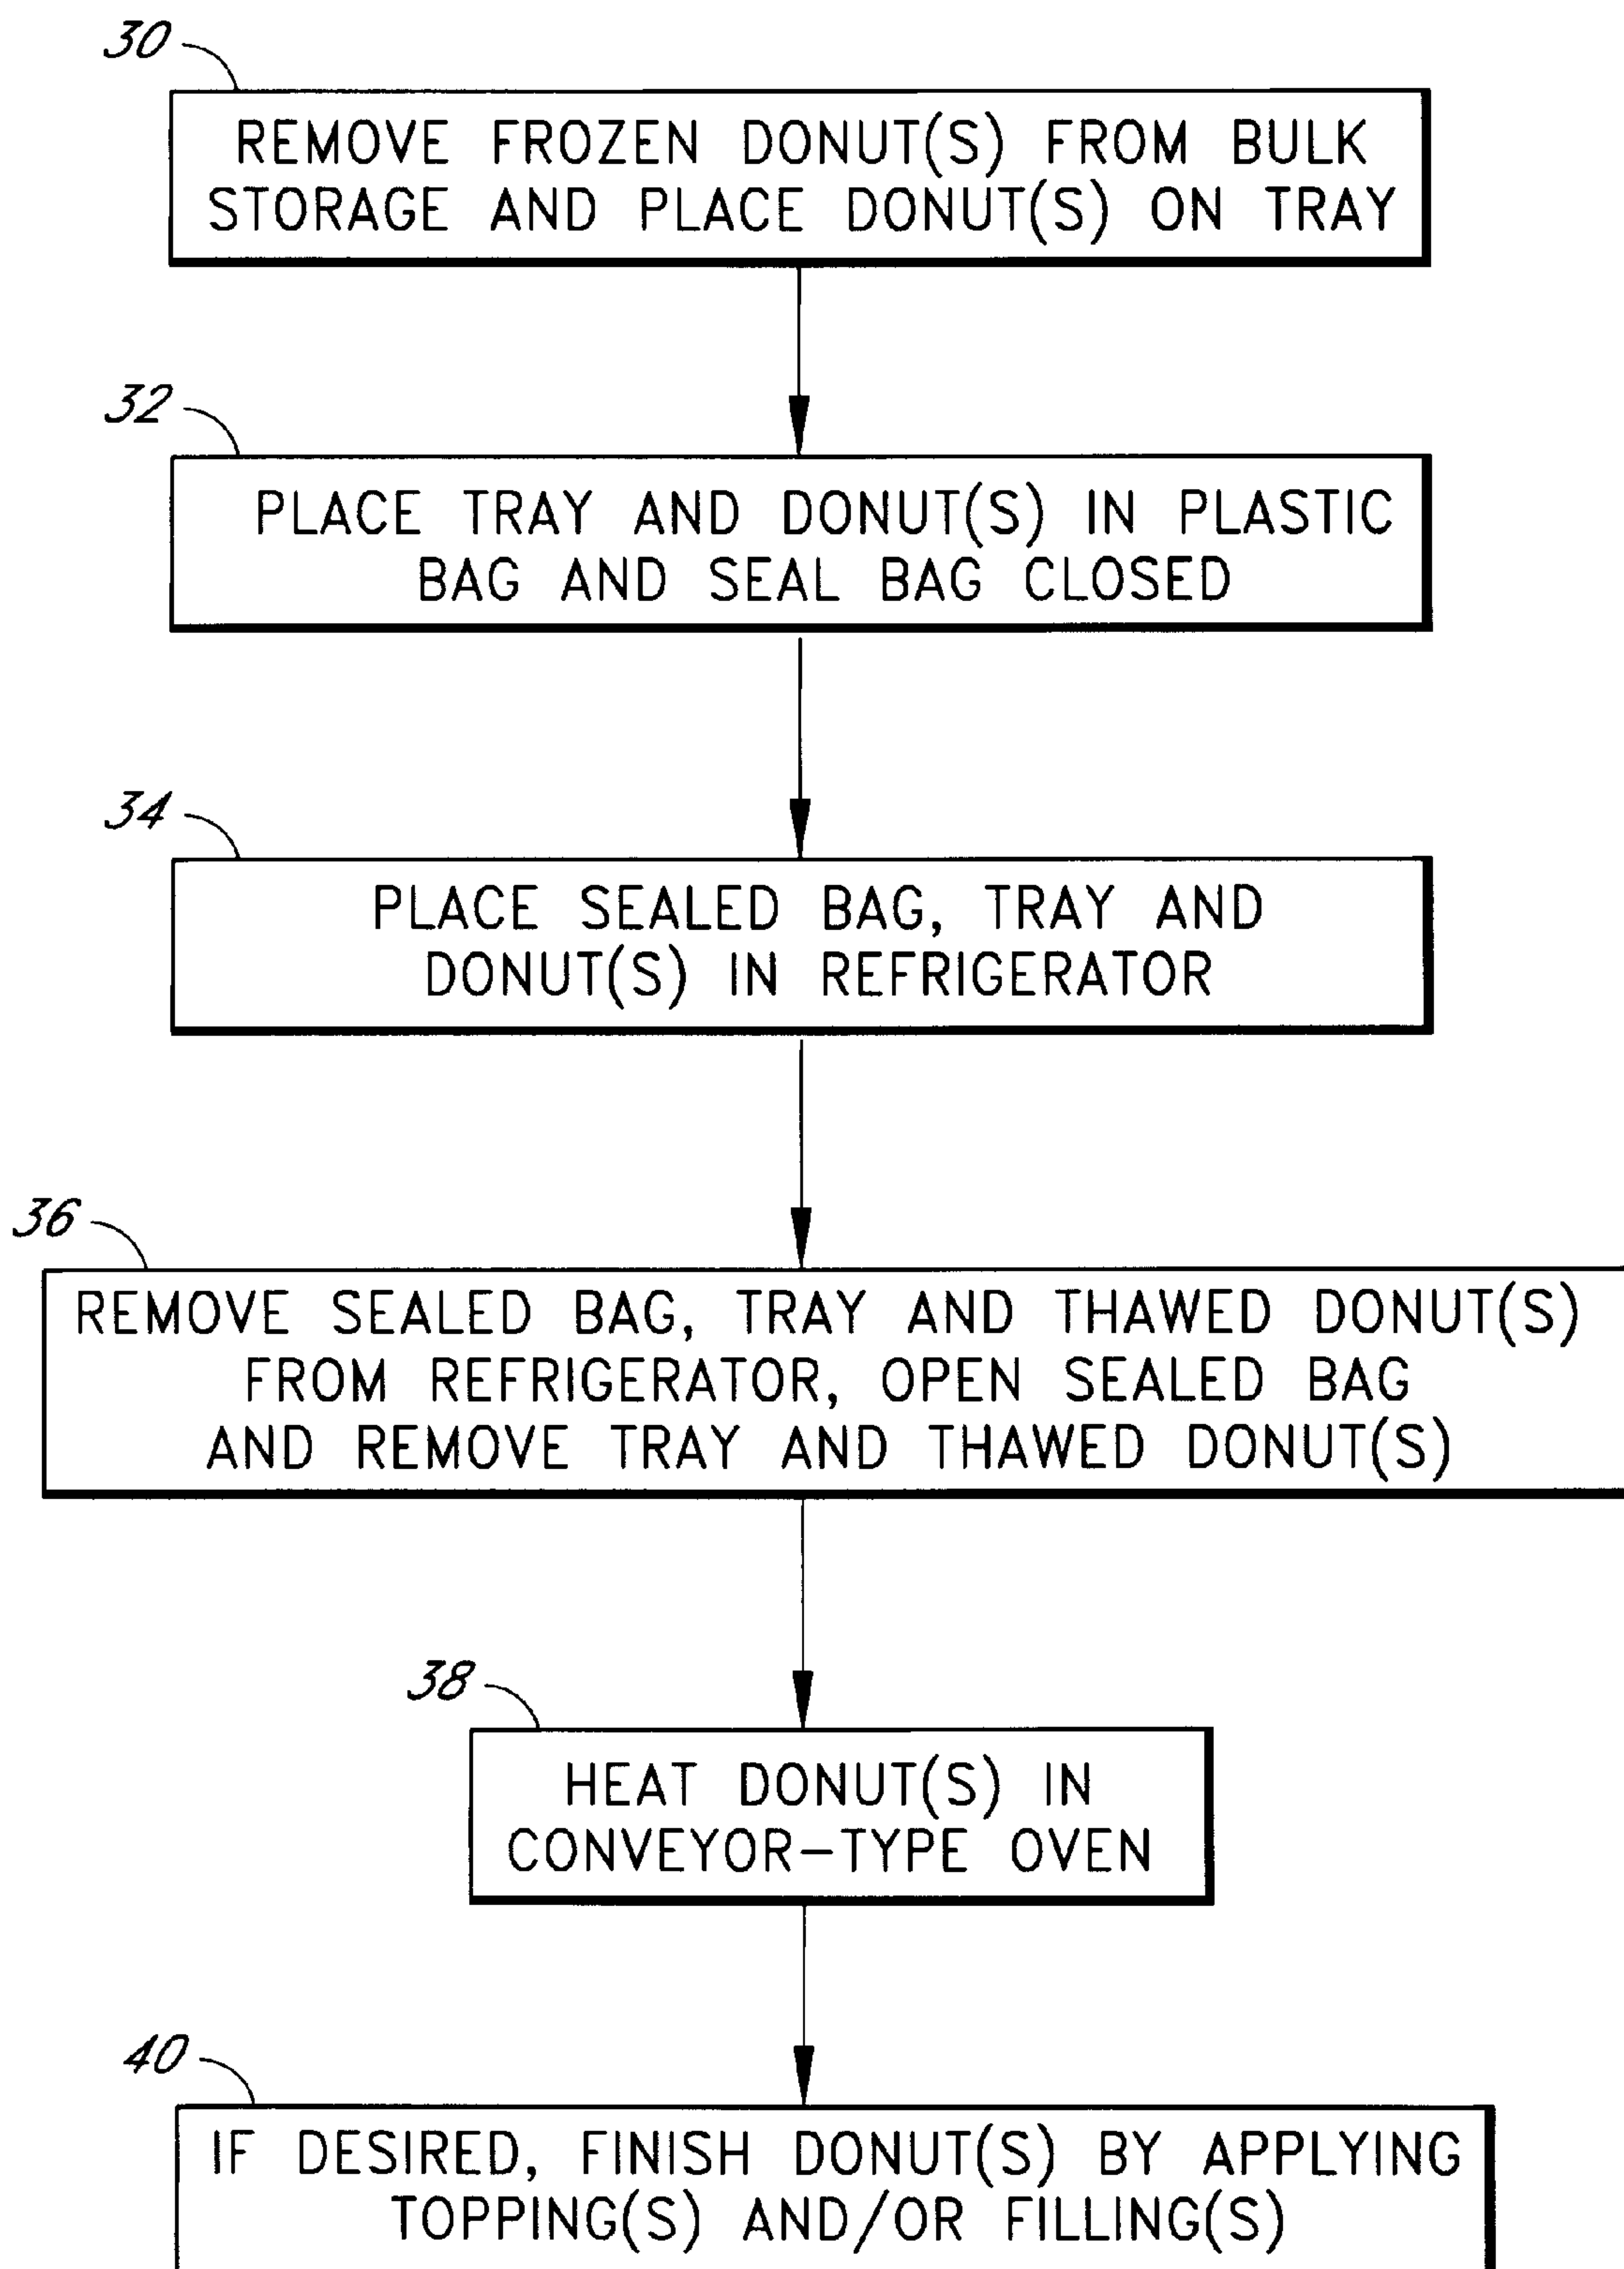 30
REMOVE FROZEN DONUT(S) FROM BULK
STORAGE AND PLACE DONUT(S) ON TRAY
32
PLACE TRAY AND DONUT(S) IN PLASTIC
BAG AND SEAL BAG CLOSED
34
PLACE SEALED BAG, TRAY AND
DONUT(S) IN REFRIGERATOR
36
REMOVE SEALED BAG, TRAY AND THAWED DONUT(S)
FROM REFRIGERATOR, OPEN SEALED BAG
AND REMOVE TRAY AND THAWED DONUT(S)
38
HEAT DONUT(S) IN
CONVEYOR-TYPE OVEN
40
IF DESIRED, FINISH DONUT(S) BY APPLYING
TOPPING(S) AND/OR FILLING(S)